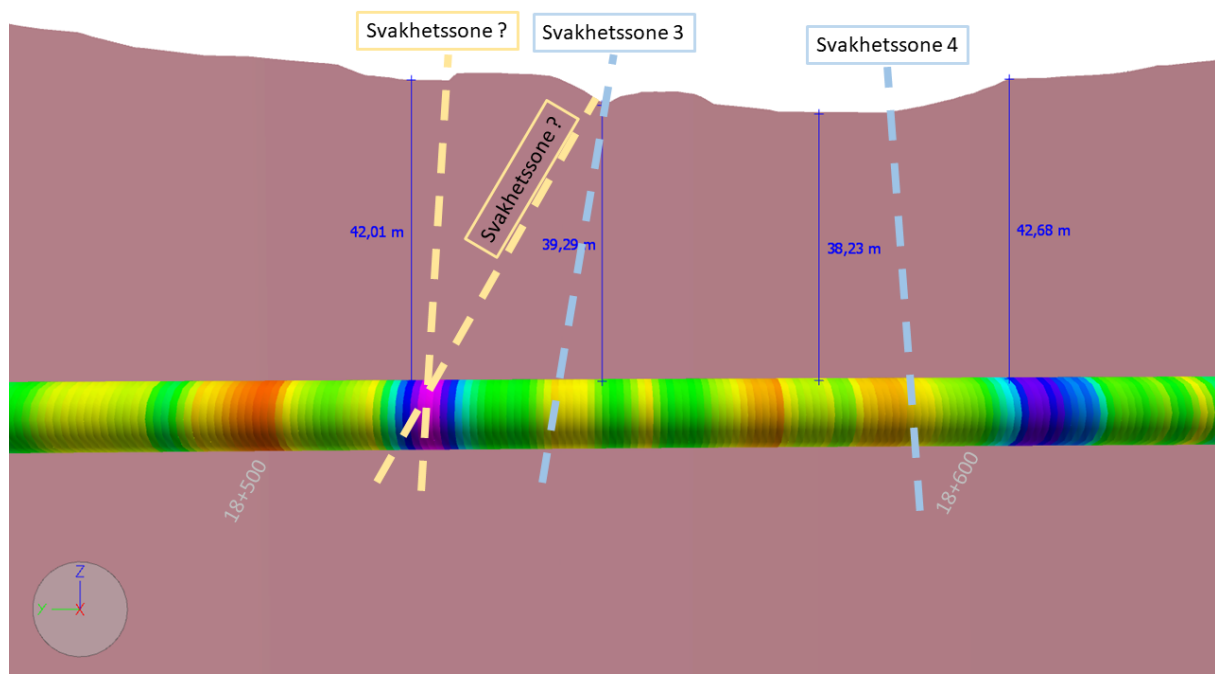 Svakhetssone ?
Svakhetssone 3
Svakhetssone 4
Svakhetssone ?
42,01 m
39,29 m
38,23 m
42,68 m
18+500
18+600
Z
Y
X